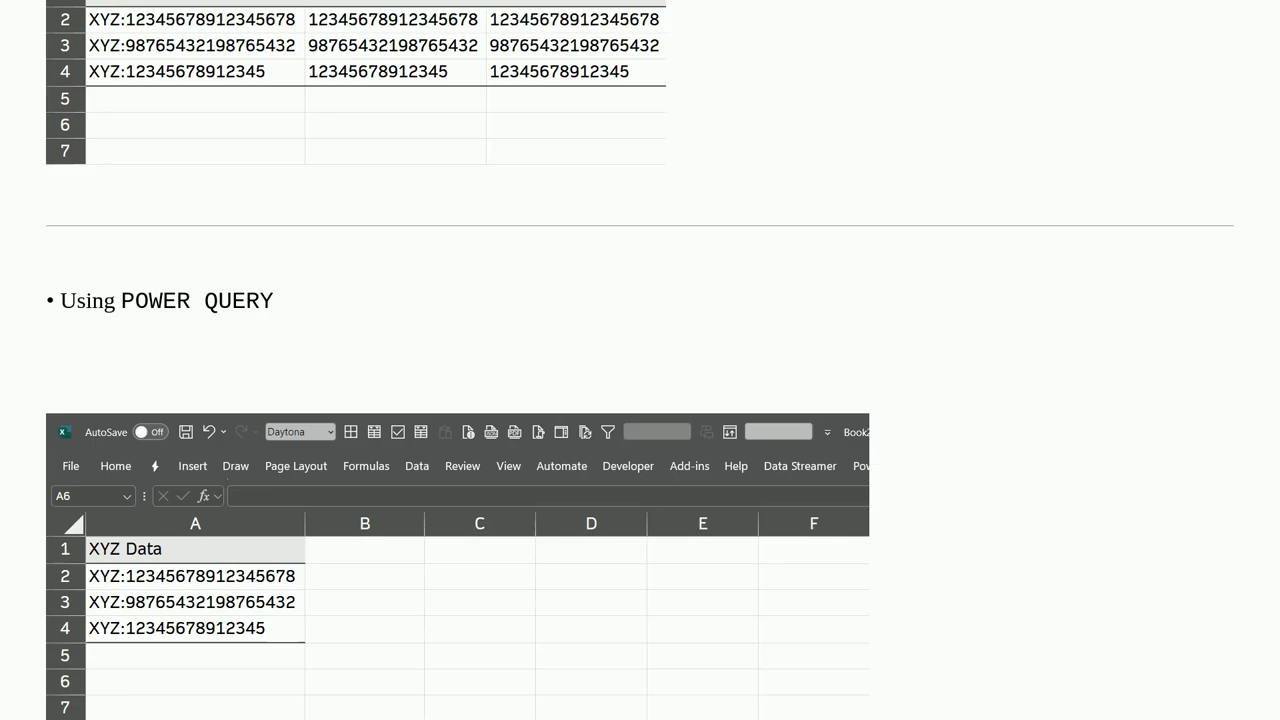 2 XYZ:12345678912345678 12345678912345678 12345678912345678
3 XYZ:98765432198765432 98765432198765432 98765432198765432
4 XYZ:12345678912345 12345678912345 12345678912345
5
6
7
• Using POWER QUERY
AutoSave Off Daytona Book2
File Home Insert Draw Page Layout Formulas Data Review View Automate Developer Add-ins Help Data Streamer Pow
A6 fx
A B C D E F
1 XYZ Data
2 XYZ:12345678912345678
3 XYZ:98765432198765432
4 XYZ:12345678912345
5
6
7